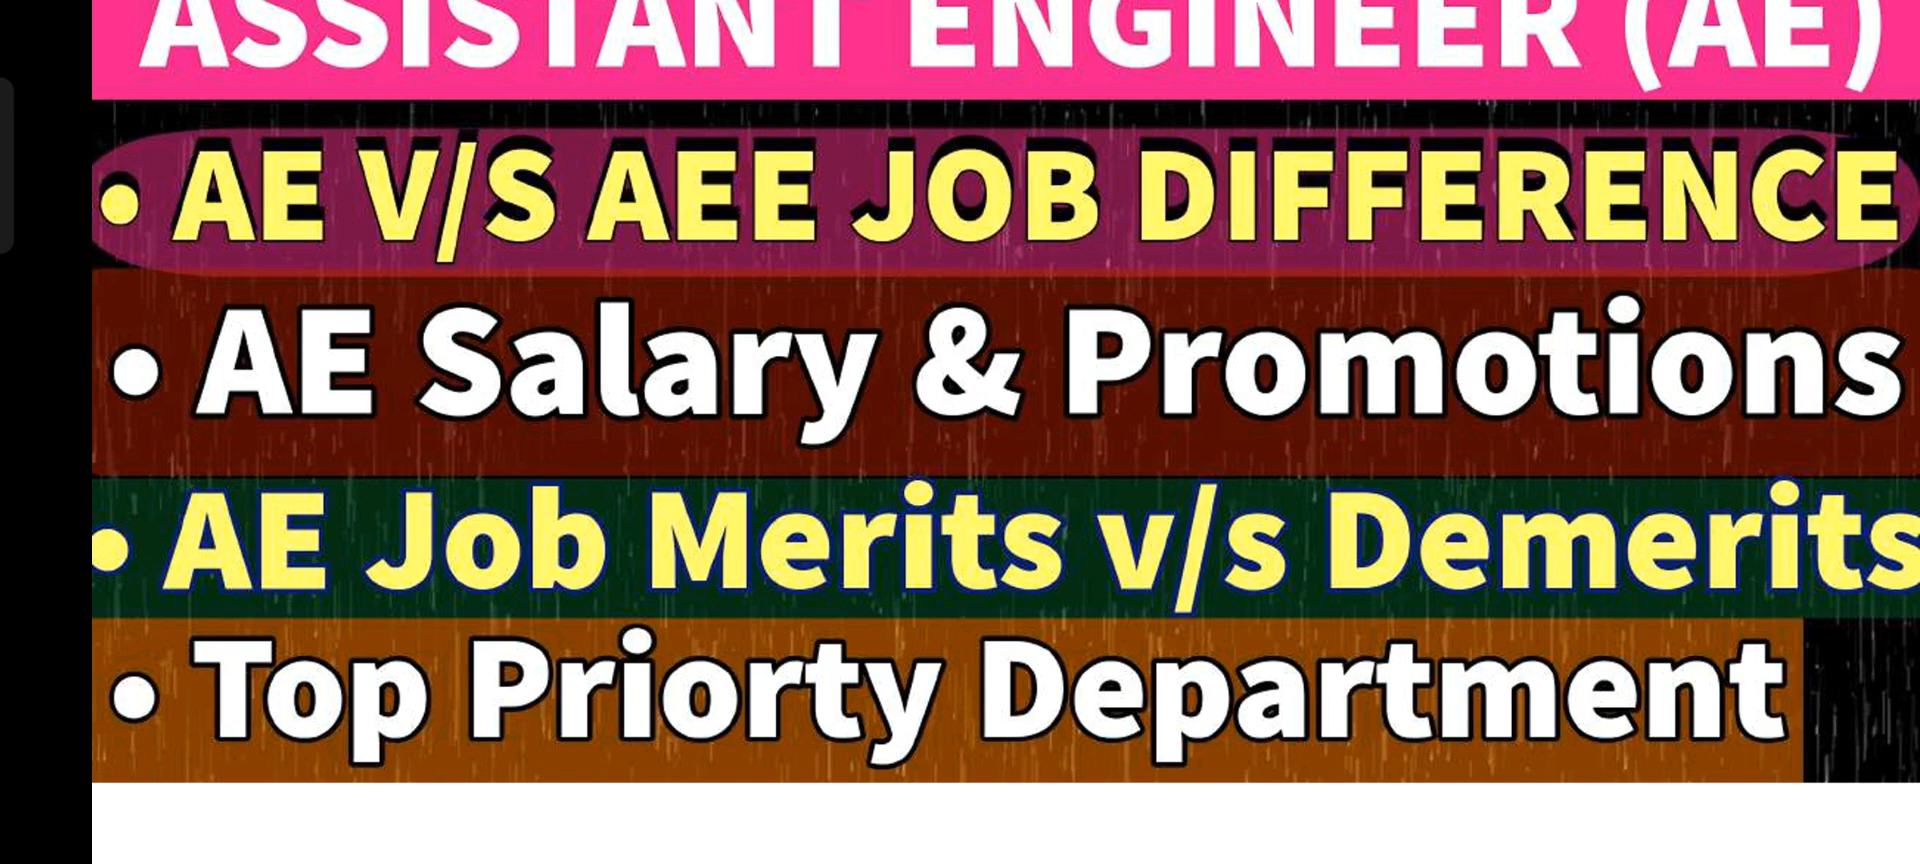 ASSISTANT ENGINEER (AE)
• AE V/S AEE JOB DIFFERENCE
• AE Salary & Promotions
• AE Job Merits v/s Demerits
• Top Priorty Department